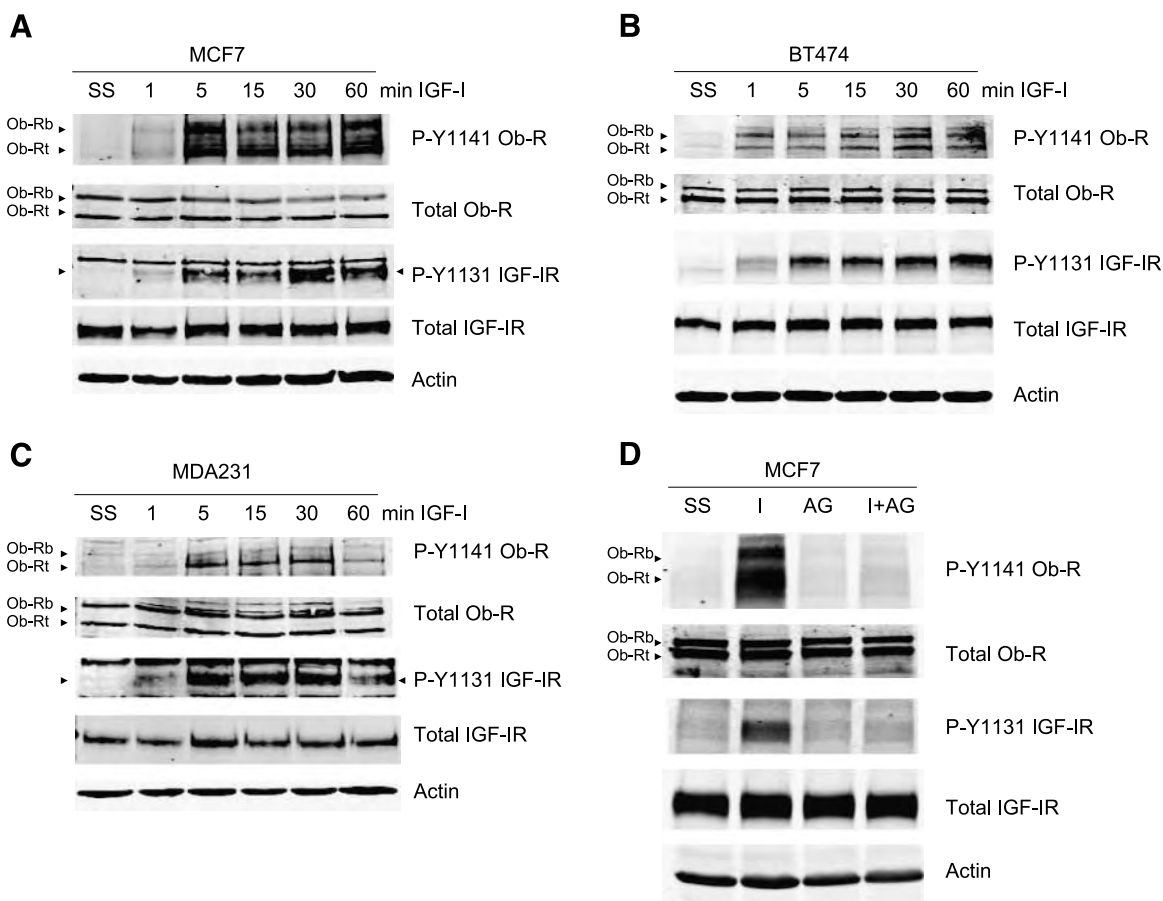 A
MCF7
SS 1 5 15 30 60 min IGF-I
Ob-Rb
Ob-Rt
P-Y1141 Ob-R
Ob-Rb
Ob-Rt
Total Ob-R
P-Y1131 IGF-IR
Total IGF-IR
Actin
B
BT474
SS 1 5 15 30 60 min IGF-I
Ob-Rb
Ob-Rt
P-Y1141 Ob-R
Ob-Rb
Ob-Rt
Total Ob-R
P-Y1131 IGF-IR
Total IGF-IR
Actin
C
MDA231
SS 1 5 15 30 60 min IGF-I
Ob-Rb
Ob-Rt
P-Y1141 Ob-R
Ob-Rb
Ob-Rt
Total Ob-R
P-Y1131 IGF-IR
Total IGF-IR
Actin
D
MCF7
SS I AG I+AG
Ob-Rb
Ob-Rt
P-Y1141 Ob-R
Ob-Rb
Ob-Rt
Total Ob-R
P-Y1131 IGF-IR
Total IGF-IR
Actin